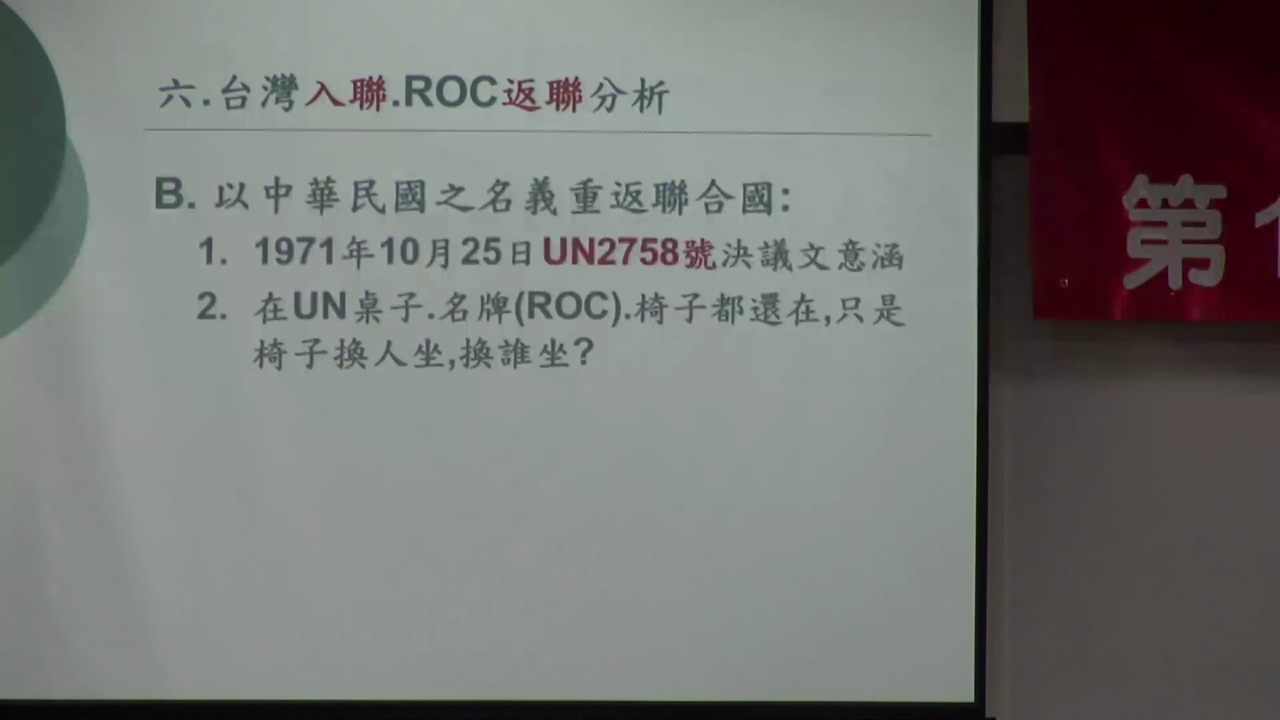 六.台灣入聯.ROC返聯分析
B. 以中華民國之名義重返聯合國:
1. 1971年10月25日UN2758號決議文意涵
2. 在UN桌子.名牌(ROC).椅子都還在,只是
椅子換人坐,換誰坐?
第